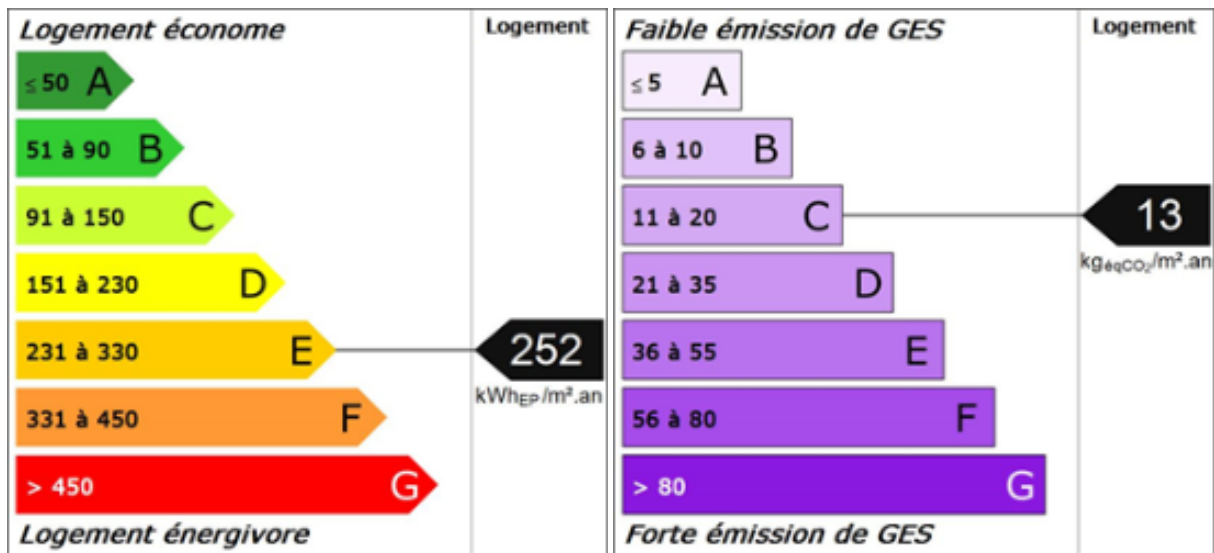 Logement économe
Logement
≤ 50 A
51 à 90 B
91 à 150 C
151 à 230 D
231 à 330 E
252
kWhEP/m².an
331 à 450 F
> 450 G
Logement énergivore
Faible émission de GES
Logement
≤ 5 A
6 à 10 B
11 à 20 C
13
kgéqCO₂/m².an
21 à 35 D
36 à 55 E
56 à 80 F
> 80 G
Forte émission de GES